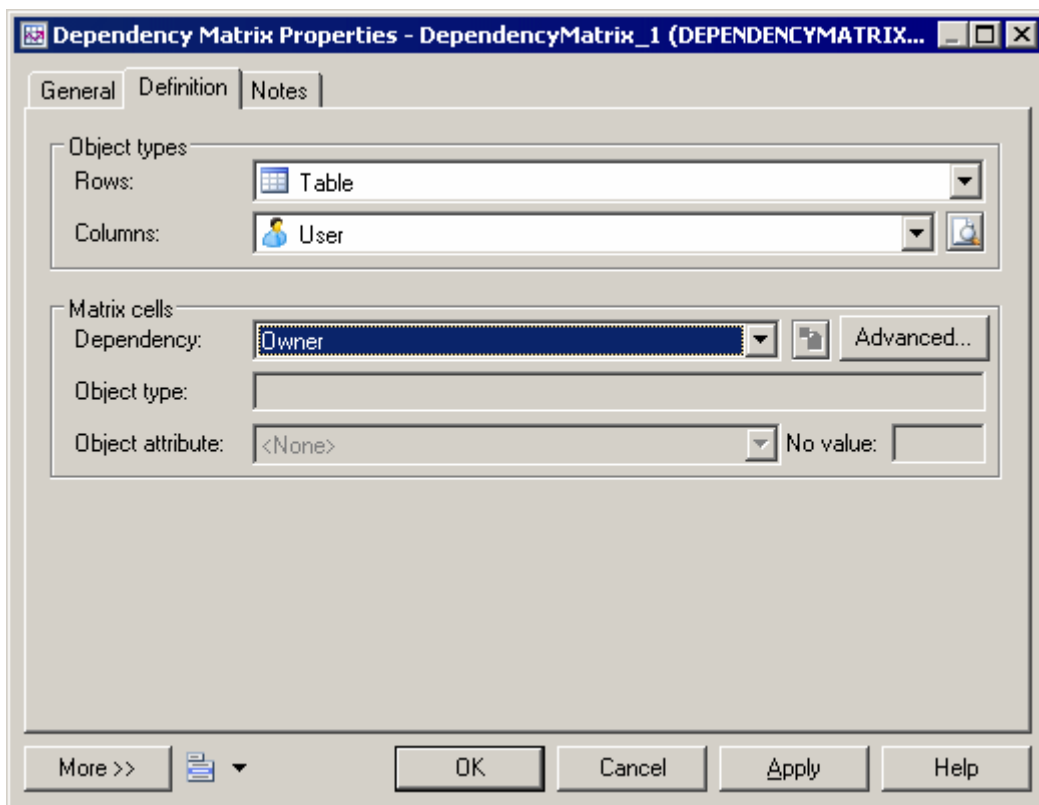 Dependency Matrix Properties - DependencyMatrix_1 (DEPENDENCYMATRIX...
General Definition Notes
Object types
Rows: Table
Columns: User
Matrix cells
Dependency: Owner Advanced...
Object type:
Object attribute: <None> No value:
More >> OK Cancel Apply Help